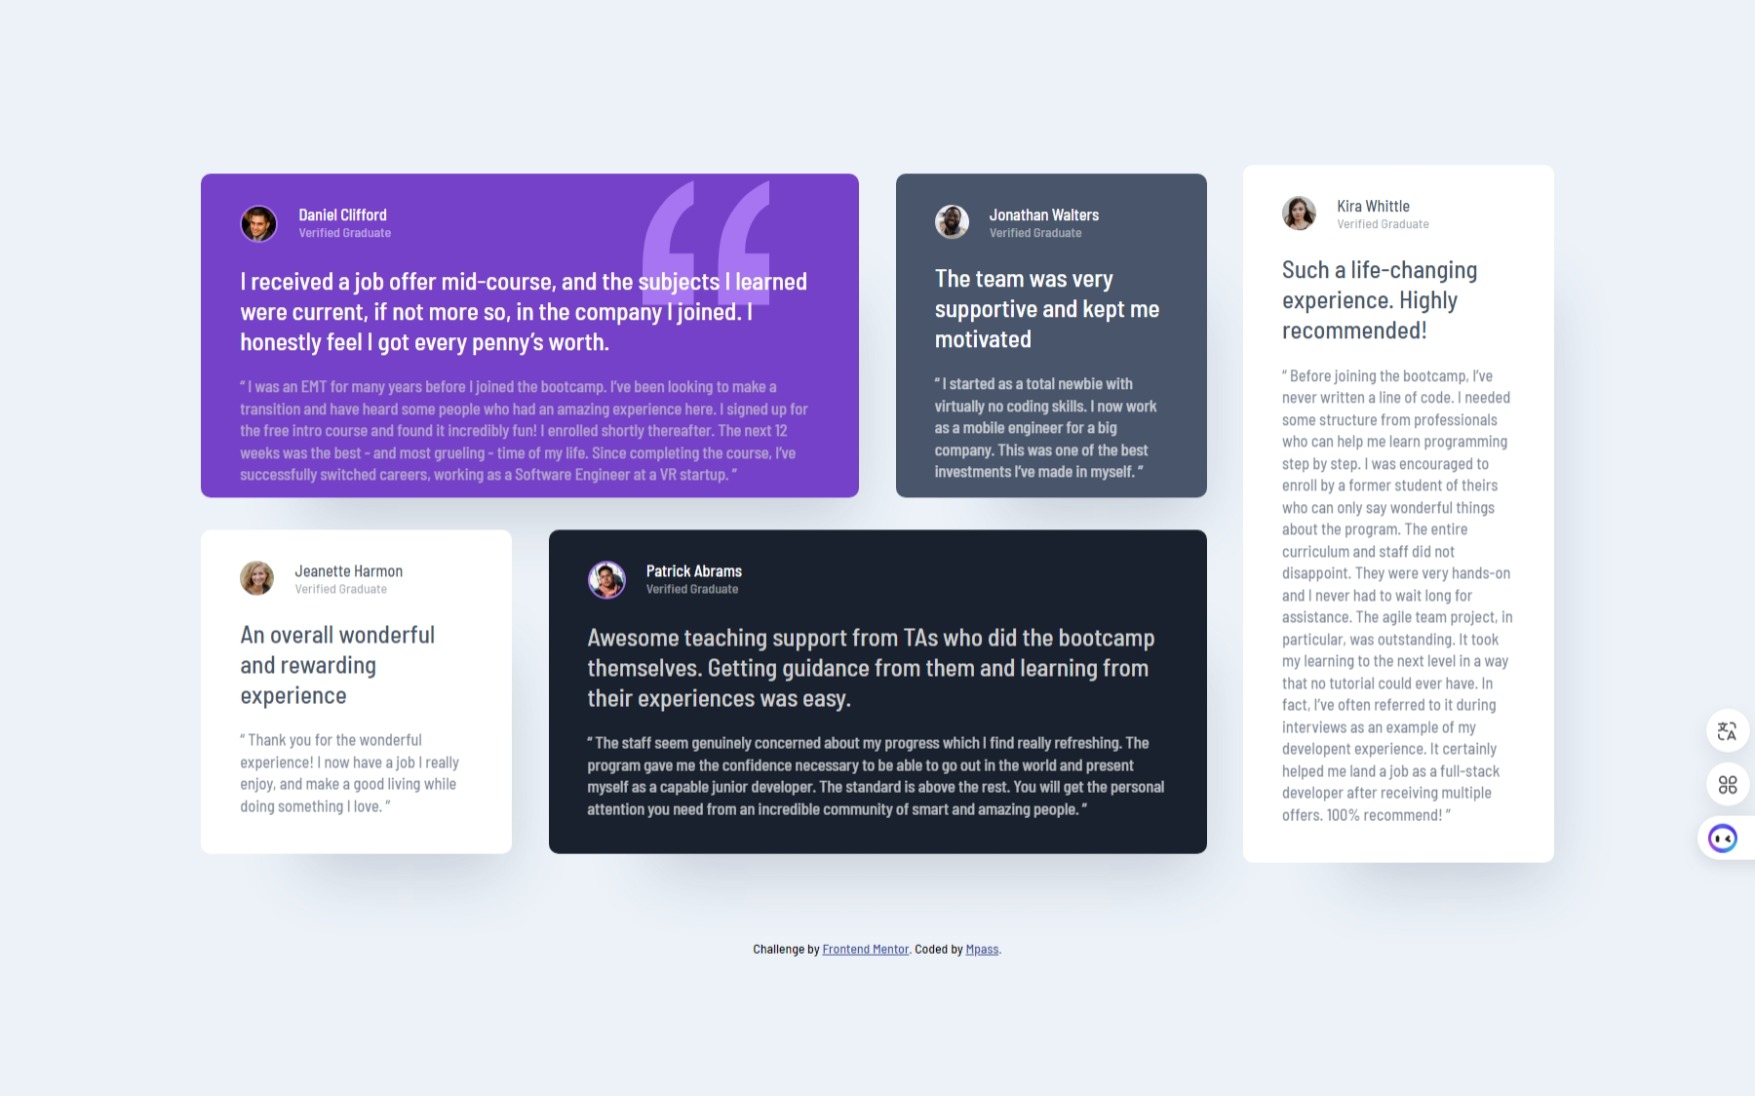 Daniel Clifford
Verified Graduate
I received a job offer mid-course, and the subjects I learned
were current, if not more so, in the company I joined. I
honestly feel I got every penny’s worth.
“ I was an EMT for many years before I joined the bootcamp. I’ve been looking to make a
transition and have heard some people who had an amazing experience here. I signed up for
the free intro course and found it incredibly fun! I enrolled shortly thereafter. The next 12
weeks was the best - and most grueling - time of my life. Since completing the course, I’ve
successfully switched careers, working as a Software Engineer at a VR startup. ”
Jonathan Walters
Verified Graduate
The team was very
supportive and kept me
motivated
“ I started as a total newbie with
virtually no coding skills. I now work
as a mobile engineer for a big
company. This was one of the best
investments I’ve made in myself. ”
Kira Whittle
Verified Graduate
Such a life-changing
experience. Highly
recommended!
“ Before joining the bootcamp, I’ve
never written a line of code. I needed
some structure from professionals
who can help me learn programming
step by step. I was encouraged to
enroll by a former student of theirs
who can only say wonderful things
about the program. The entire
curriculum and staff did not
disappoint. They were very hands-on
and I never had to wait long for
assistance. The agile team project, in
particular, was outstanding. It took
my learning to the next level in a way
that no tutorial could ever have. In
fact, I’ve often referred to it during
interviews as an example of my
developent experience. It certainly
helped me land a job as a full-stack
developer after receiving multiple
offers. 100% recommend! ”
Jeanette Harmon
Verified Graduate
An overall wonderful
and rewarding
experience
“ Thank you for the wonderful
experience! I now have a job I really
enjoy, and make a good living while
doing something I love. ”
Patrick Abrams
Verified Graduate
Awesome teaching support from TAs who did the bootcamp
themselves. Getting guidance from them and learning from
their experiences was easy.
“ The staff seem genuinely concerned about my progress which I find really refreshing. The
program gave me the confidence necessary to be able to go out in the world and present
myself as a capable junior developer. The standard is above the rest. You will get the personal
attention you need from an incredible community of smart and amazing people. ”
Challenge by Frontend Mentor. Coded by Mpass.